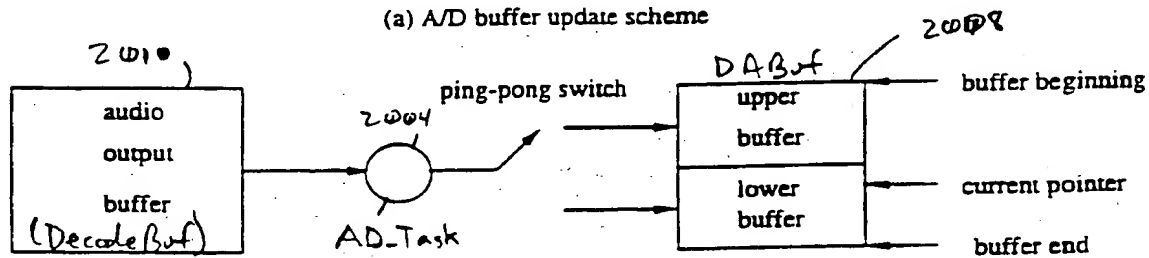 (a) A/D buffer update scheme
2010
2008
DABuf
ping-pong switch
buffer beginning
audio
output
buffer
(DecodeBuf)
2004
AD_Task
upper
buffer
lower
buffer
current pointer
buffer end